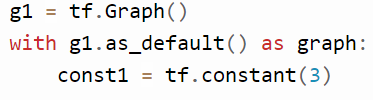 g1 = tf.Graph()
with g1.as_default() as graph:
    const1 = tf.constant(3)